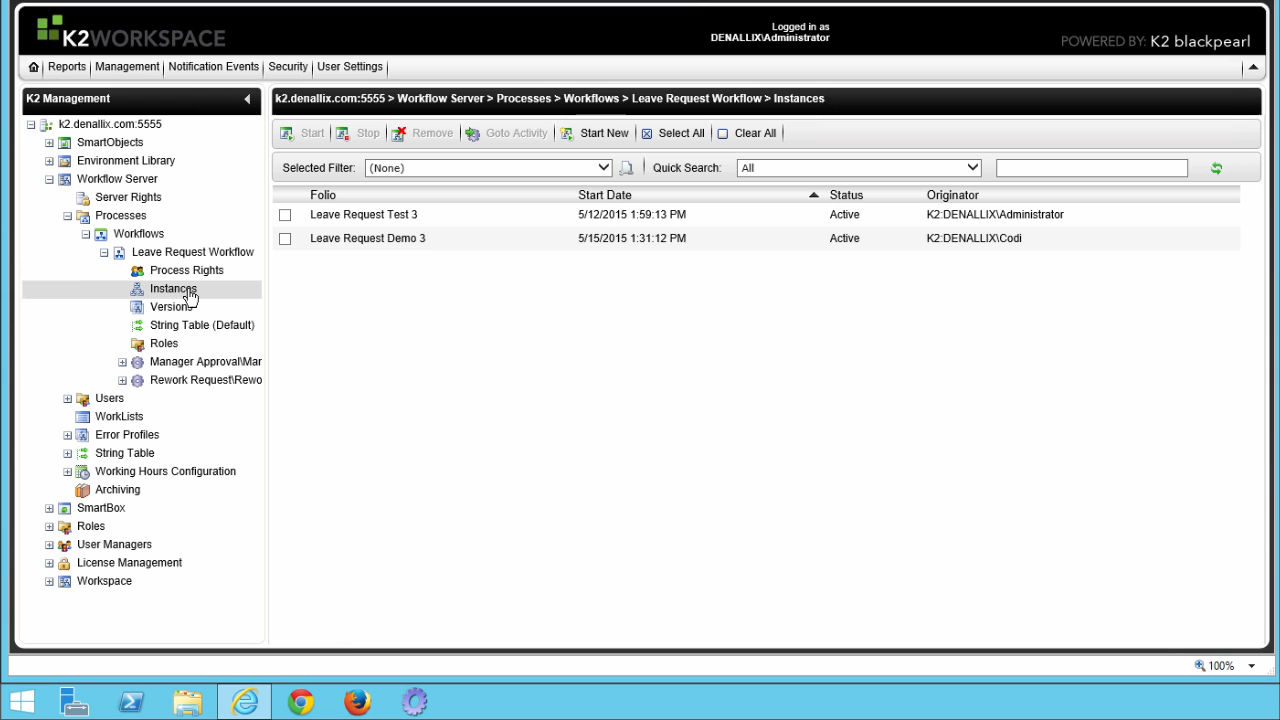 K2WORKSPACE
Logged in as
DENALLIX\Administrator
POWERED BY: K2 blackpearl
Reports Management Notification Events Security User Settings
K2 Management
k2.denallix.com:5555 > Workflow Server > Processes > Workflows > Leave Request Workflow > Instances
k2.denallix.com:5555
SmartObjects
Environment Library
Workflow Server
Server Rights
Processes
Workflows
Leave Request Workflow
Process Rights
Instances
Versions
String Table (Default)
Roles
Manager Approval\Mar
Rework Request\Rewo
Users
WorkLists
Error Profiles
String Table
Working Hours Configuration
Archiving
SmartBox
Roles
User Managers
License Management
Workspace
Start Stop Remove Goto Activity Start New Select All Clear All
Selected Filter: (None) Quick Search: All
Folio Start Date Status Originator
Leave Request Test 3 5/12/2015 1:59:13 PM Active K2:DENALLIX\Administrator
Leave Request Demo 3 5/15/2015 1:31:12 PM Active K2:DENALLIX\Codi
100%